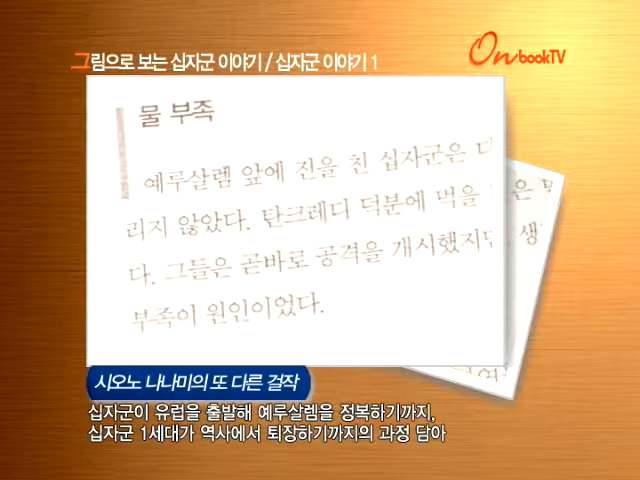 그림으로 보는 십자군 이야기 / 십자군 이야기 1
On bookTV
물 부족
예루살렘 앞에 진을 친 십자군은
리지 않았다. 탄크레디 덕분에 먹을
은
다. 그들은 곧바로 공격을 개시했지
생
부족이 원인이었다.
시오노 나나미의 또 다른 걸작
십자군이 유럽을 출발해 예루살렘을 정복하기까지,
십자군 1세대가 역사에서 퇴장하기까지의 과정 담아